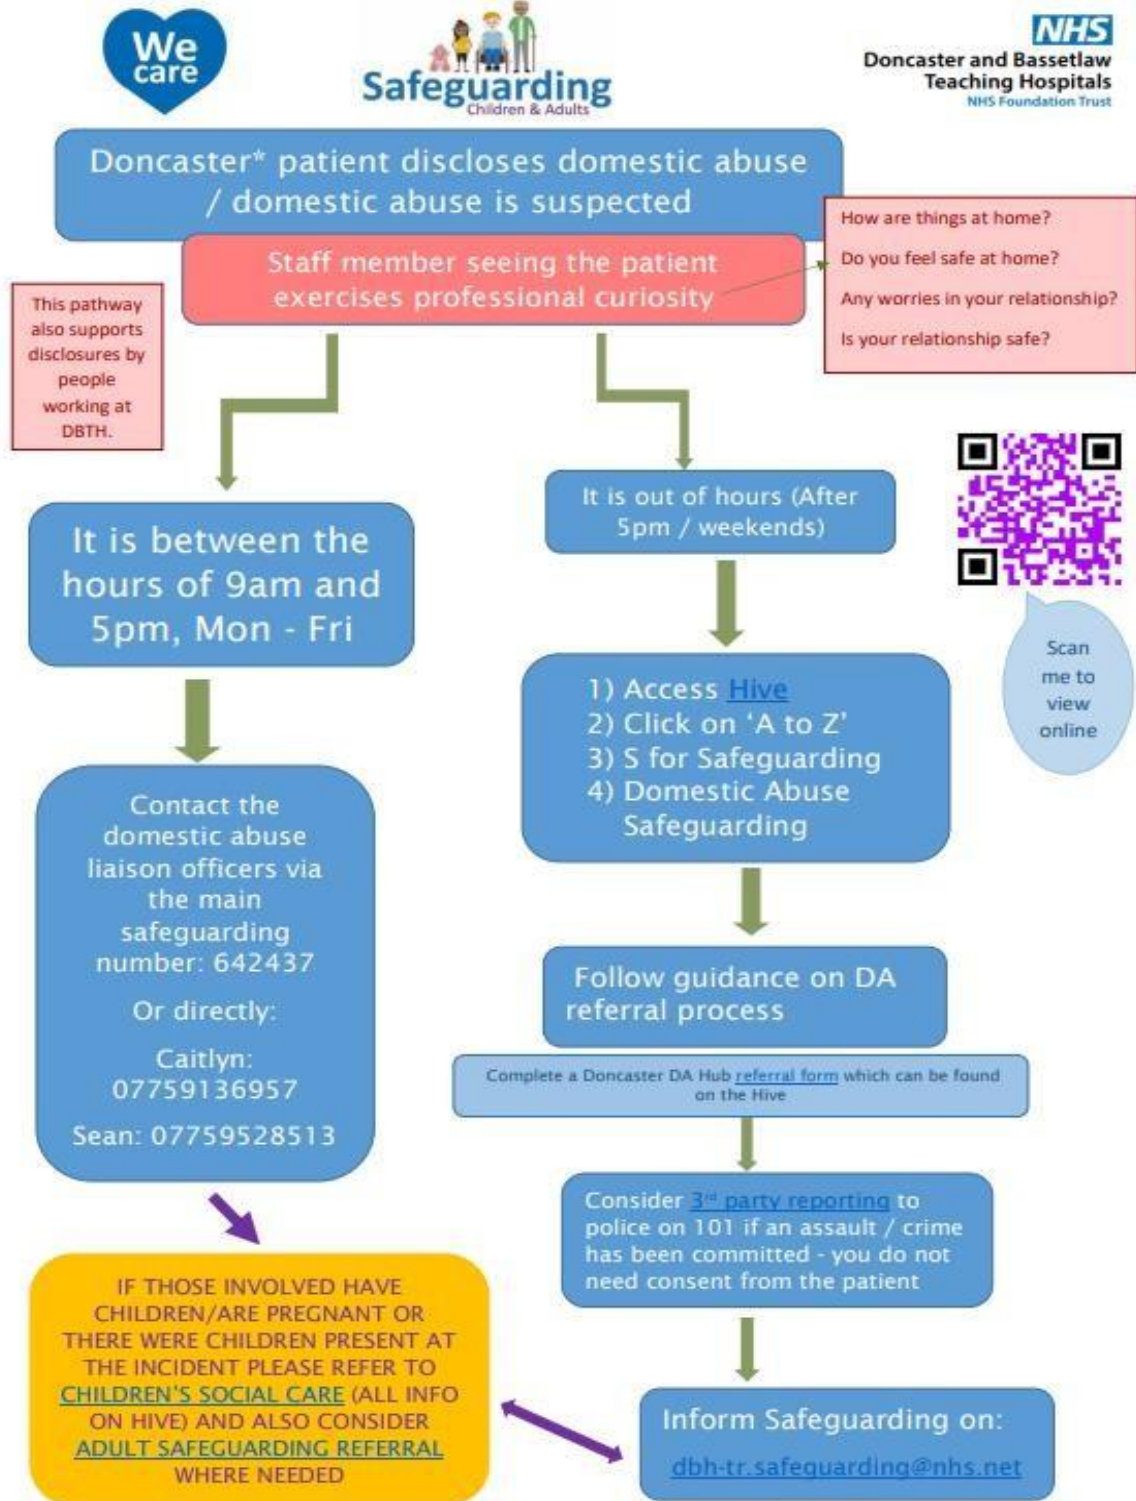 We
care
Safeguarding
Children & Adults
NHS
Doncaster and Bassetlaw
Teaching Hospitals
NHS Foundation Trust
Doncaster* patient discloses domestic abuse
/ domestic abuse is suspected
Staff member seeing the patient
exercises professional curiosity
How are things at home?
Do you feel safe at home?
Any worries in your relationship?
Is your relationship safe?
This pathway
also supports
disclosures by
people
working at
DBTH.
It is between the
hours of 9am and
5pm, Mon - Fri
Contact the
domestic abuse
liaison officers via
the main
safeguarding
number: 642437
Or directly:
Caitlyn:
07759136957
Sean: 07759528513
It is out of hours (After
5pm / weekends)
Scan
me to
view
online
1) Access Hive
2) Click on ‘A to Z’
3) S for Safeguarding
4) Domestic Abuse
Safeguarding
Follow guidance on DA
referral process
Complete a Doncaster DA Hub referral form which can be found
on the Hive
Consider 3rd party reporting to
police on 101 if an assault / crime
has been committed - you do not
need consent from the patient
Inform Safeguarding on:
dbh-tr.safeguarding@nhs.net
IF THOSE INVOLVED HAVE
CHILDREN/ARE PREGNANT OR
THERE WERE CHILDREN PRESENT AT
THE INCIDENT PLEASE REFER TO
CHILDREN'S SOCIAL CARE (ALL INFO
ON HIVE) AND ALSO CONSIDER
ADULT SAFEGUARDING REFERRAL
WHERE NEEDED